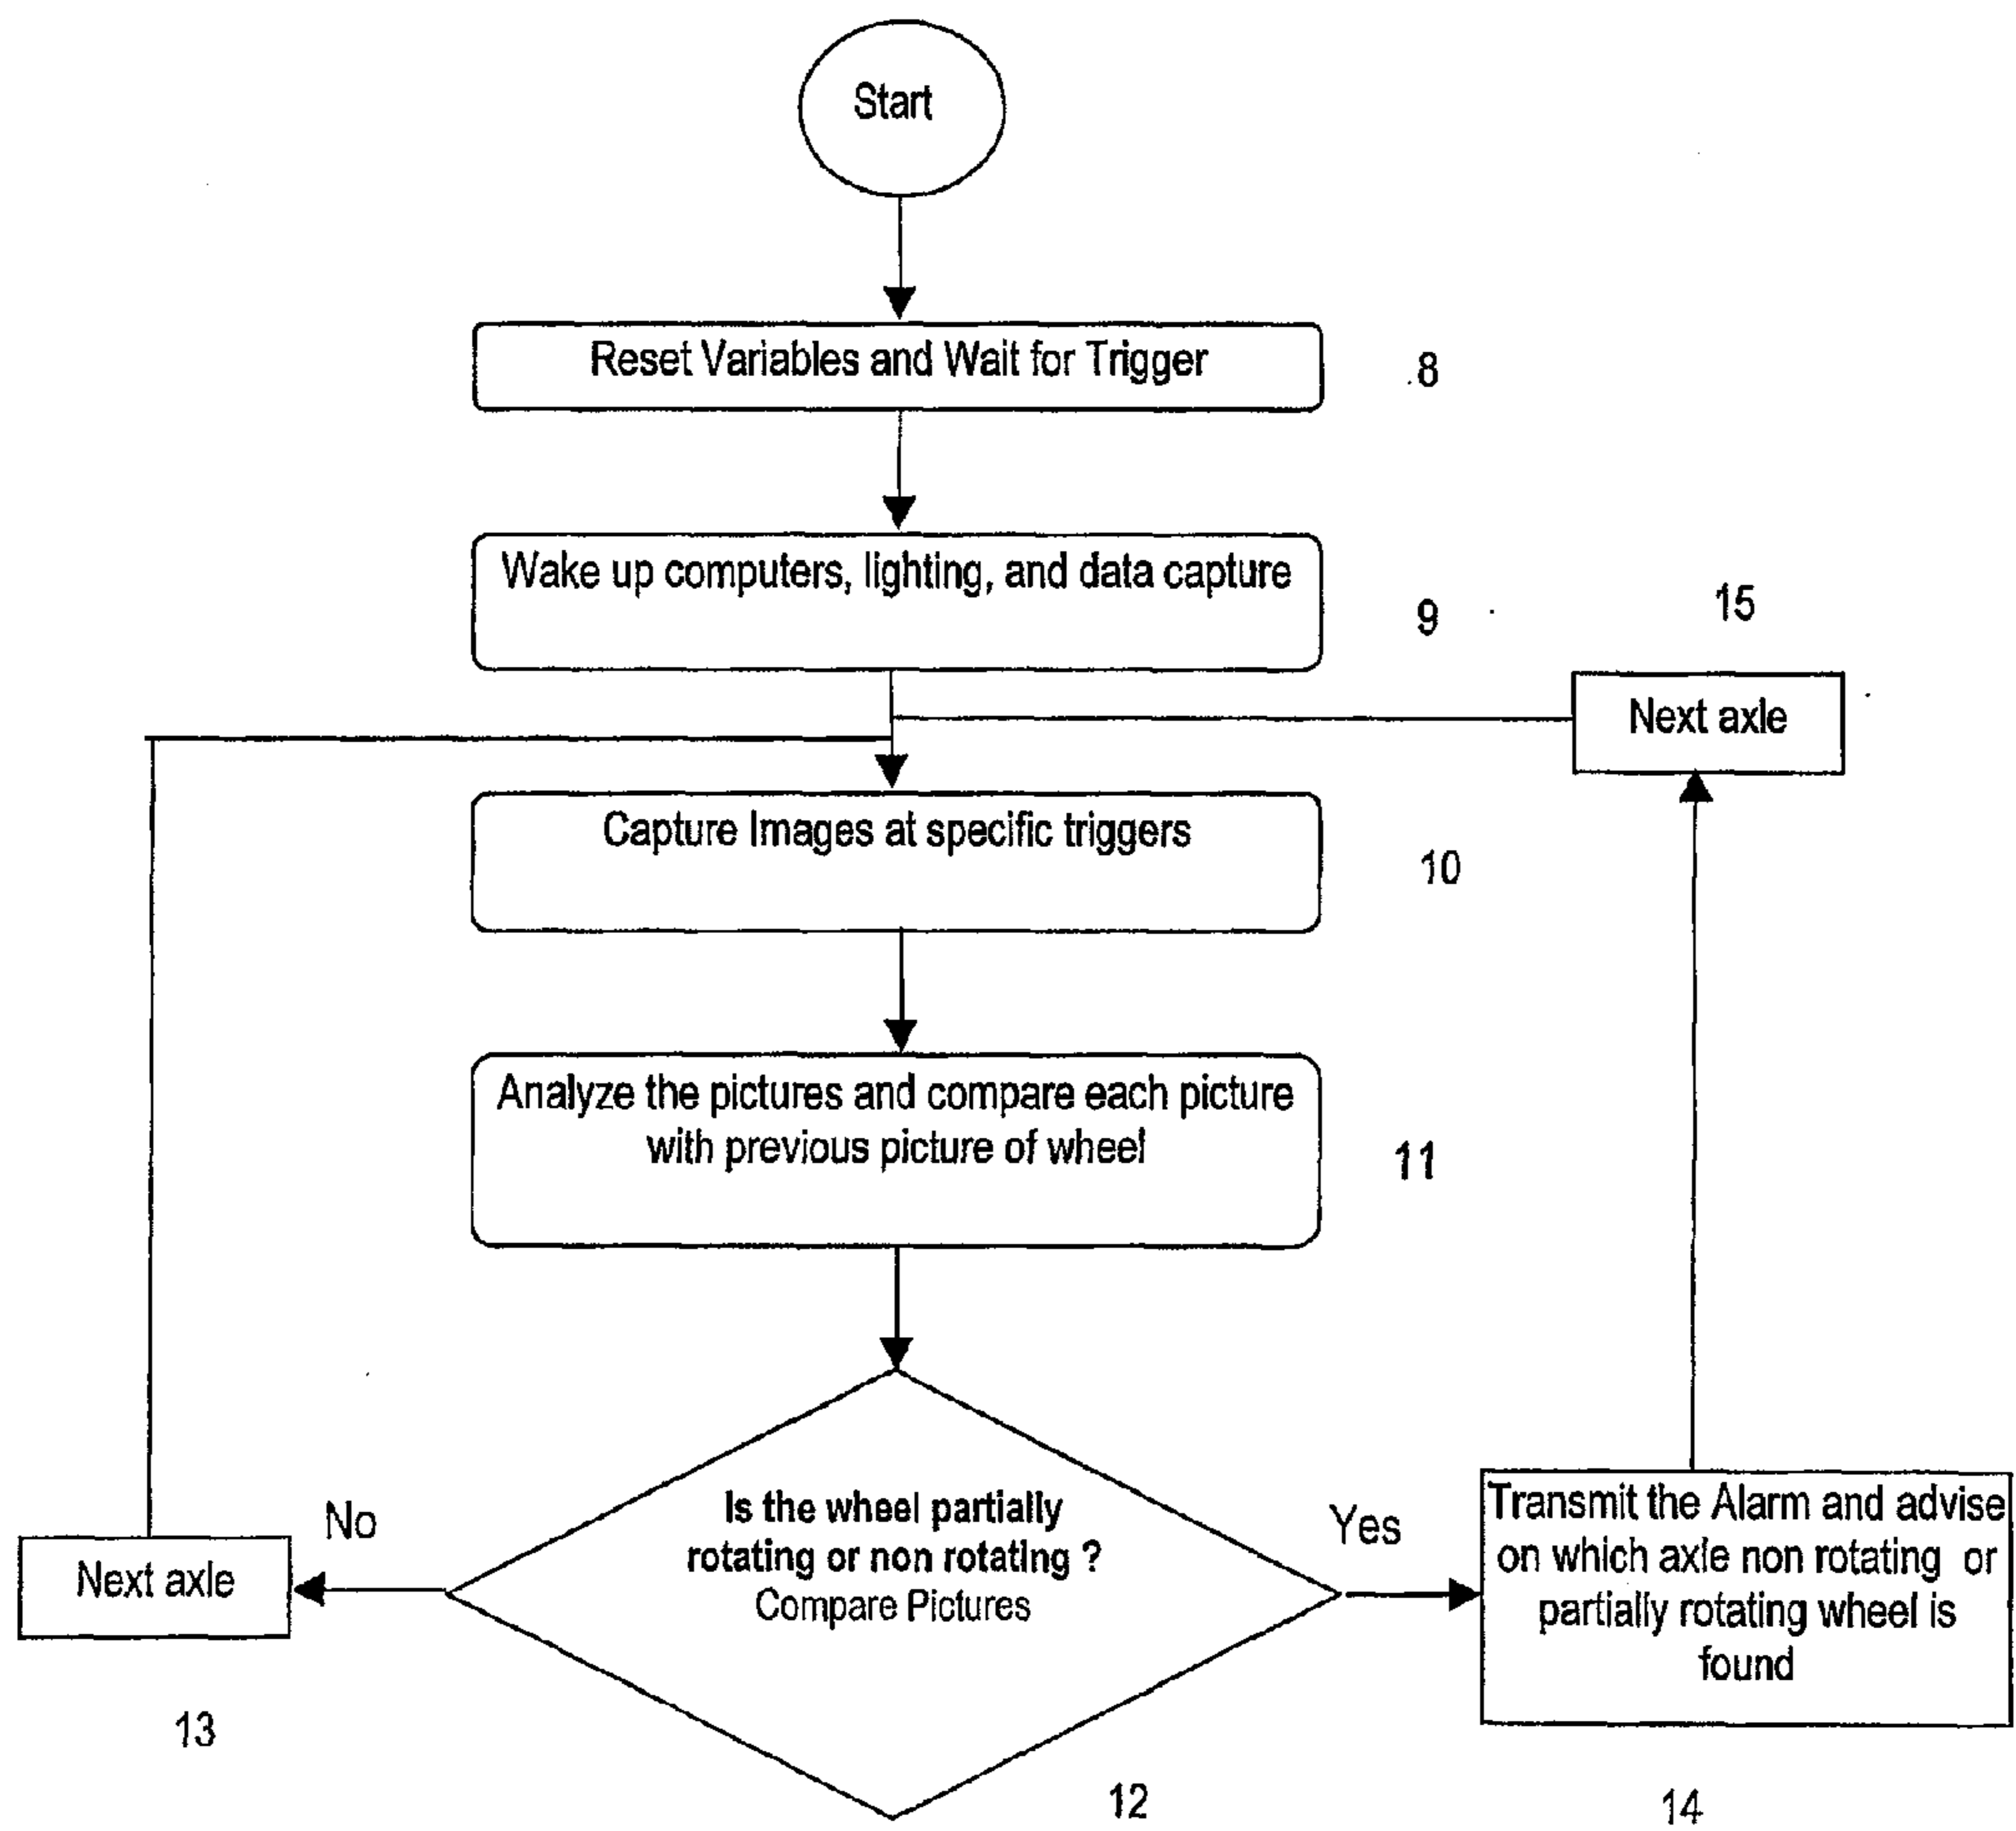 Start
Reset Variables and Wait for Trigger
8
Wake up computers, lighting, and data capture
9
15
Next axle
Capture Images at specific triggers
10
Analyze the pictures and compare each picture
with previous picture of wheel
11
Is the wheel partially
rotating or non rotating ?
Compare Pictures
12
No
Next axle
13
Yes
Transmit the Alarm and advise
on which axle non rotating or
partially rotating wheel is
found
14